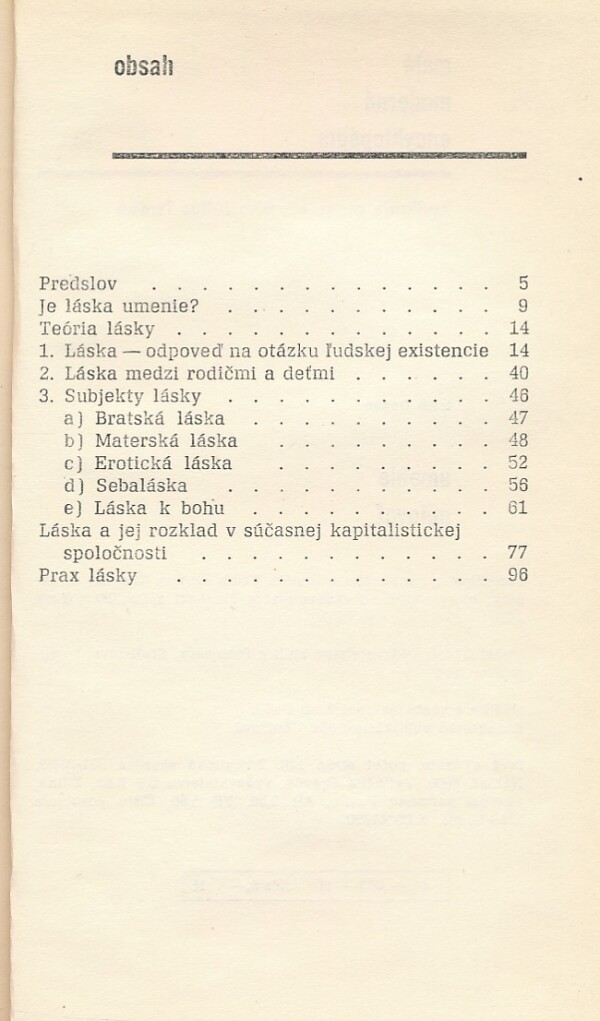 obsah
Predslov . . . . . . . . . . . . . . 5
Je láska umenie? . . . . . . . . . . . 9
Teória lásky . . . . . . . . . . . . . 14
1. Láska — odpoveď na otázku ľudskej existencie 14
2. Láska medzi rodičmi a deťmi . . . . . . 40
3. Subjekty lásky . . . . . . . . . . . . 46
a) Bratská láska . . . . . . . . . . 47
b) Materská láska . . . . . . . . . 48
c) Erotická láska . . . . . . . . . 52
d) Sebaláska . . . . . . . . . . . 56
e) Láska k bohu . . . . . . . . . . 61
Láska a jej rozklad v súčasnej kapitalistickej
spoločnosti . . . . . . . . . . . . 77
Prax lásky . . . . . . . . . . . . . 96